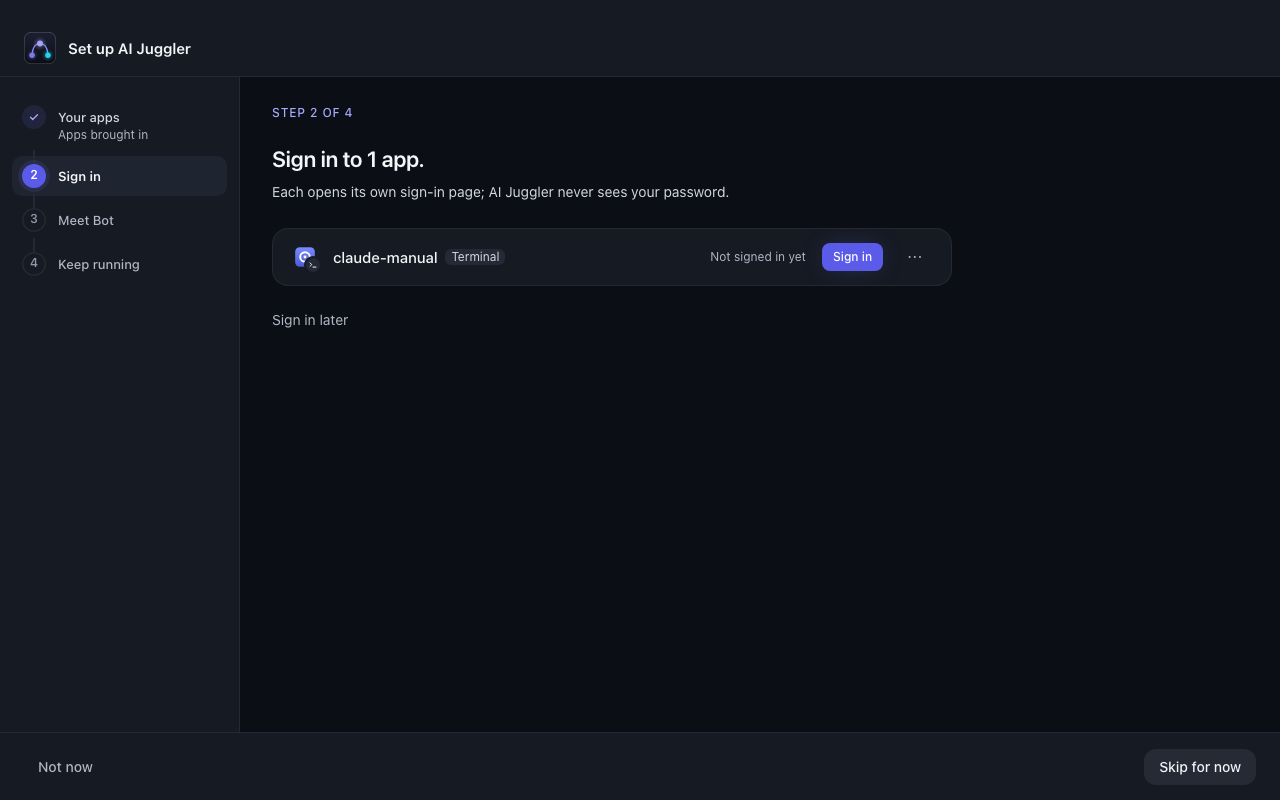 Set up AI Juggler
Your apps
Apps brought in
2
Sign in
3
Meet Bot
4
Keep running
STEP 2 OF 4
Sign in to 1 app.
Each opens its own sign-in page; AI Juggler never sees your password.
claude-manual
Terminal
Not signed in yet
Sign in
···
Sign in later
Not now
Skip for now